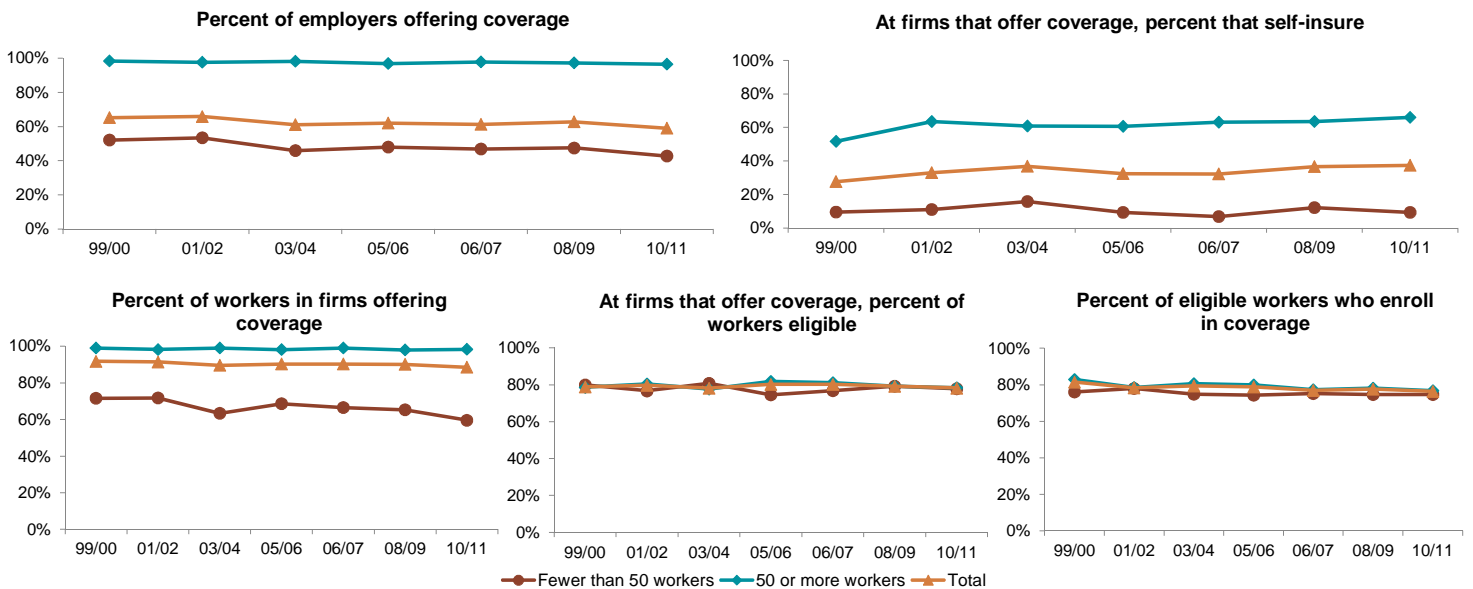 Percent of employers offering coverage
100%
80%
60%
40%
20%
0%
99/00 01/02 03/04 05/06 06/07 08/09 10/11
At firms that offer coverage, percent that self-insure
100%
80%
60%
40%
20%
0%
99/00 01/02 03/04 05/06 06/07 08/09 10/11
Percent of workers in firms offering
coverage
100%
80%
60%
40%
20%
0%
99/00 01/02 03/04 05/06 06/07 08/09 10/11
At firms that offer coverage, percent of
workers eligible
100%
80%
60%
40%
20%
0%
99/00 01/02 03/04 05/06 06/07 08/09 10/11
Percent of eligible workers who enroll
in coverage
100%
80%
60%
40%
20%
0%
99/00 01/02 03/04 05/06 06/07 08/09 10/11
Fewer than 50 workers 50 or more workers Total